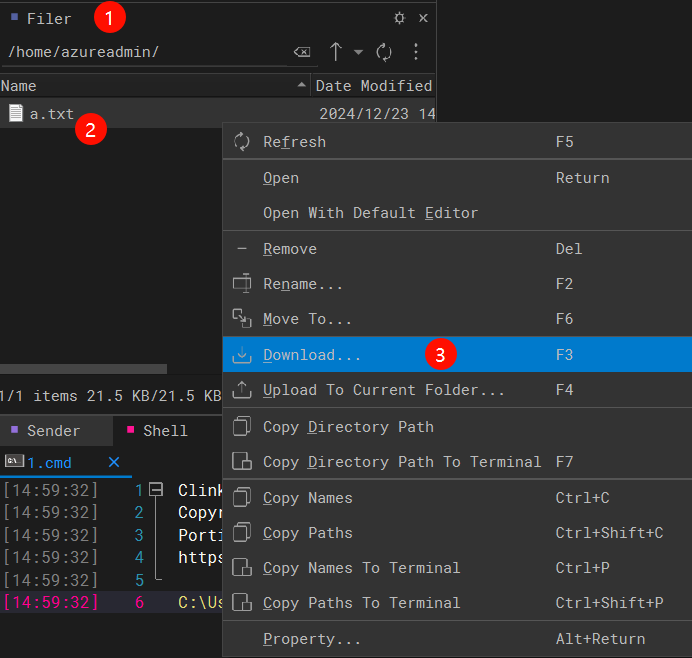 Filer 1
/home/azureadmin/
Name Date Modified
a.txt 2024/12/23 14
2
Refresh F5
Open Return
Open With Default Editor
Remove Del
Rename... F2
Move To... F6
Download... 3 F3
Upload To Current Folder... F4
Copy Directory Path
Copy Directory Path To Terminal F7
Copy Names Ctrl+C
Copy Paths Ctrl+Shift+C
Copy Names To Terminal Ctrl+P
Copy Paths To Terminal Ctrl+Shift+P
Property... Alt+Return
1/1 items 21.5 KB/21.5 KB
Sender Shell
1.cmd
[14:59:32] 1 Clink
[14:59:32] 2 Copyr
[14:59:32] 3 Porti
[14:59:32] 4 https
[14:59:32] 5
[14:59:32] 6 C:\Us